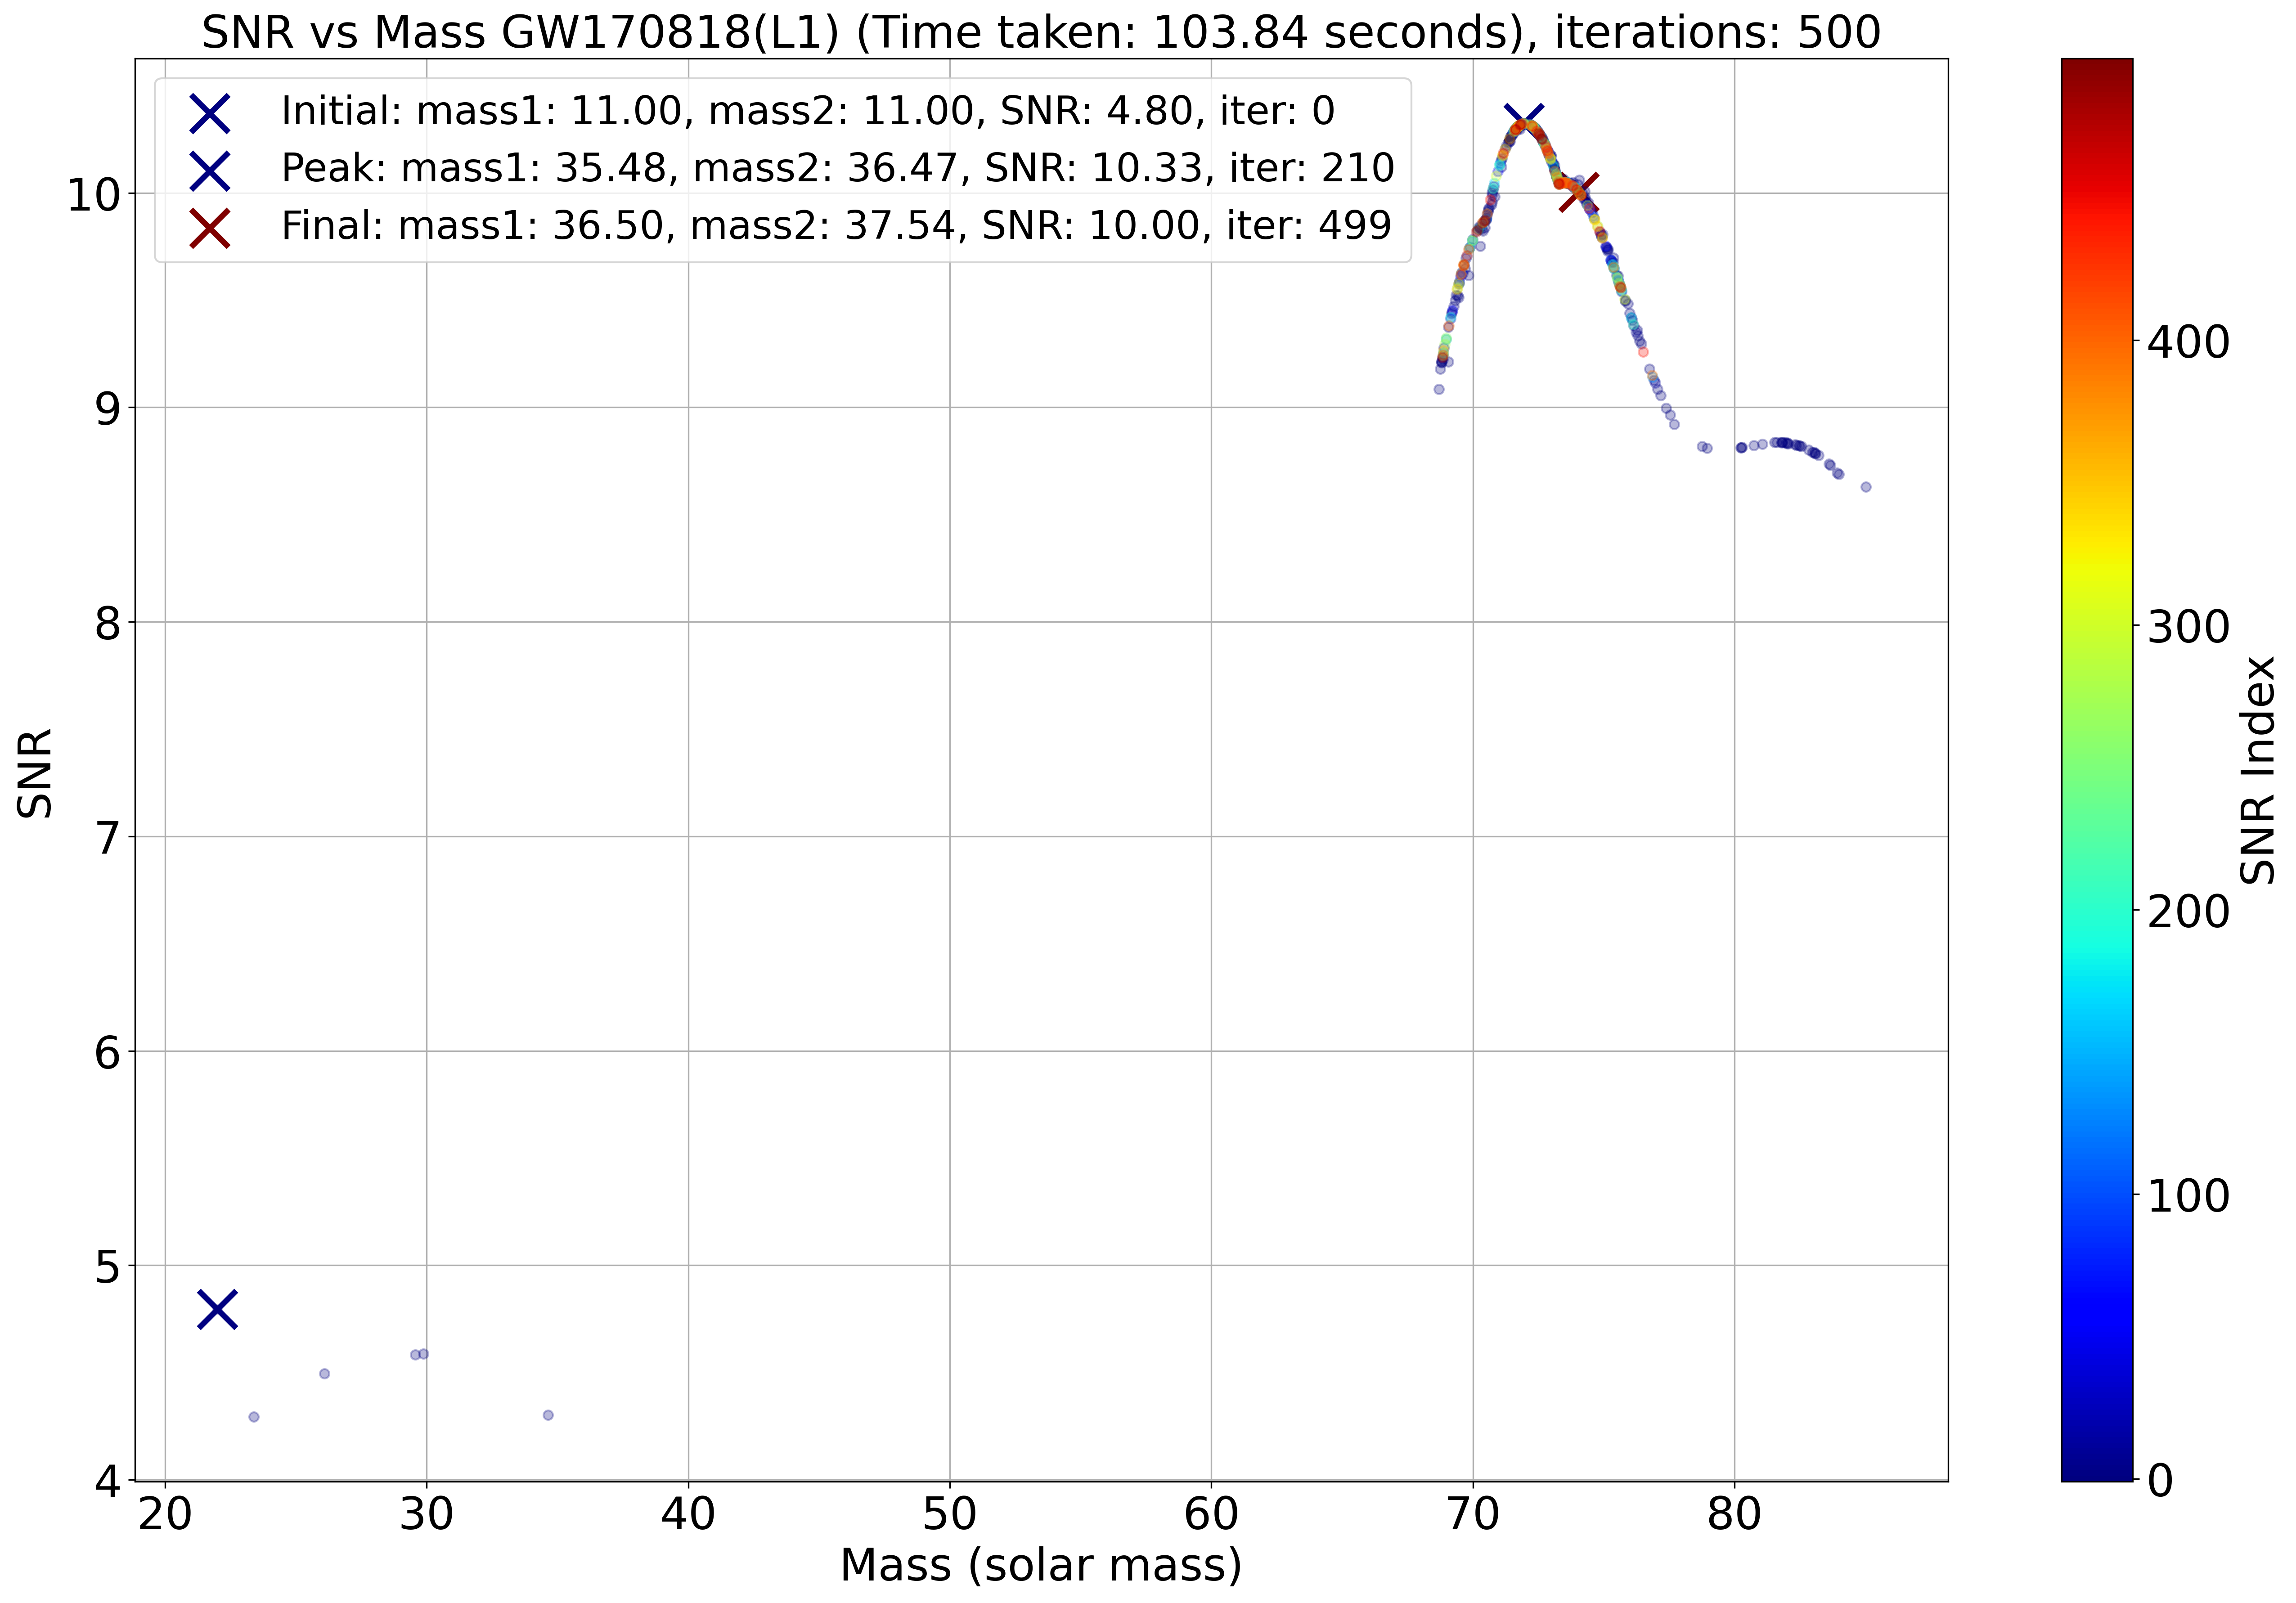 SNR vs Mass GW170818(L1) (Time taken: 103.84 seconds), iterations: 500
Initial: mass1: 11.00, mass2: 11.00, SNR: 4.80, iter: 0
Peak: mass1: 35.48, mass2: 36.47, SNR: 10.33, iter: 210
Final: mass1: 36.50, mass2: 37.54, SNR: 10.00, iter: 499
10
9
8
7
6
5
4
SNR
20 30 40 50 60 70 80
Mass (solar mass)
400
300
200
100
0
SNR Index